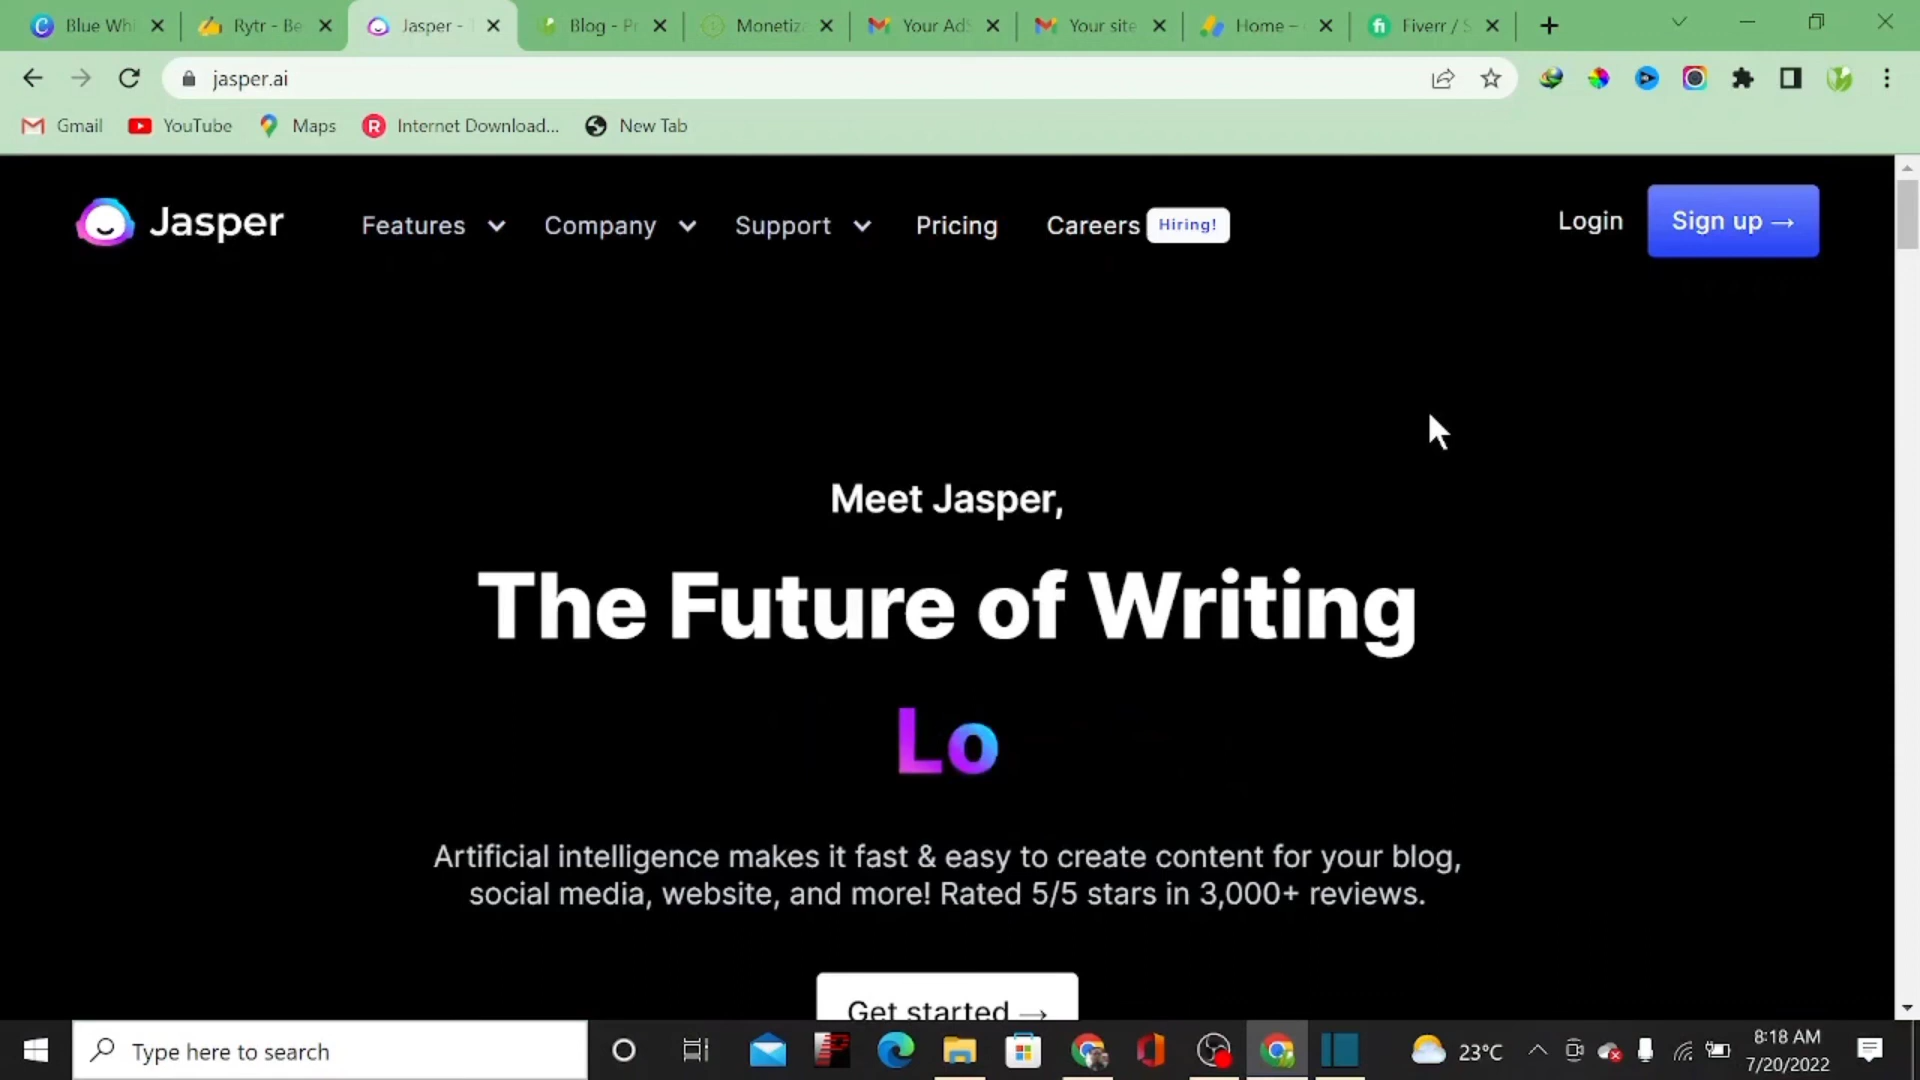 Blue Whi
Rytr - Be
Jasper -
Blog - Pr
Monetiz
Your AdS
Your site
Home –
Fiverr / S
jasper.ai
Gmail
YouTube
Maps
Internet Download...
New Tab
Jasper
Features
Company
Support
Pricing
Careers
Hiring!
Login
Sign up →
Meet Jasper,
The Future of Writing
Lo
Artificial intelligence makes it fast & easy to create content for your blog,
social media, website, and more! Rated 5/5 stars in 3,000+ reviews.
Get started →
Type here to search
23°C
8:18 AM
7/20/2022